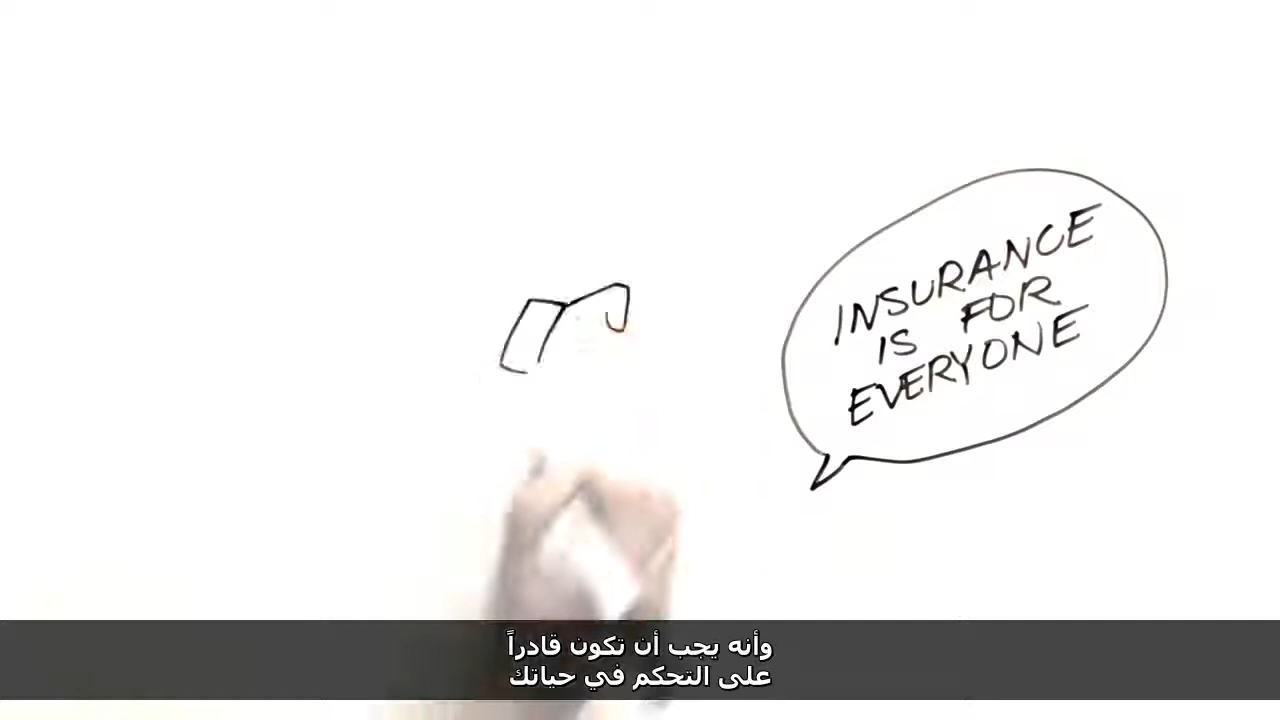 INSURANCE
IS FOR
EVERYONE
وأنه يجب أن تكون قادراً
على التحكم في حياتك